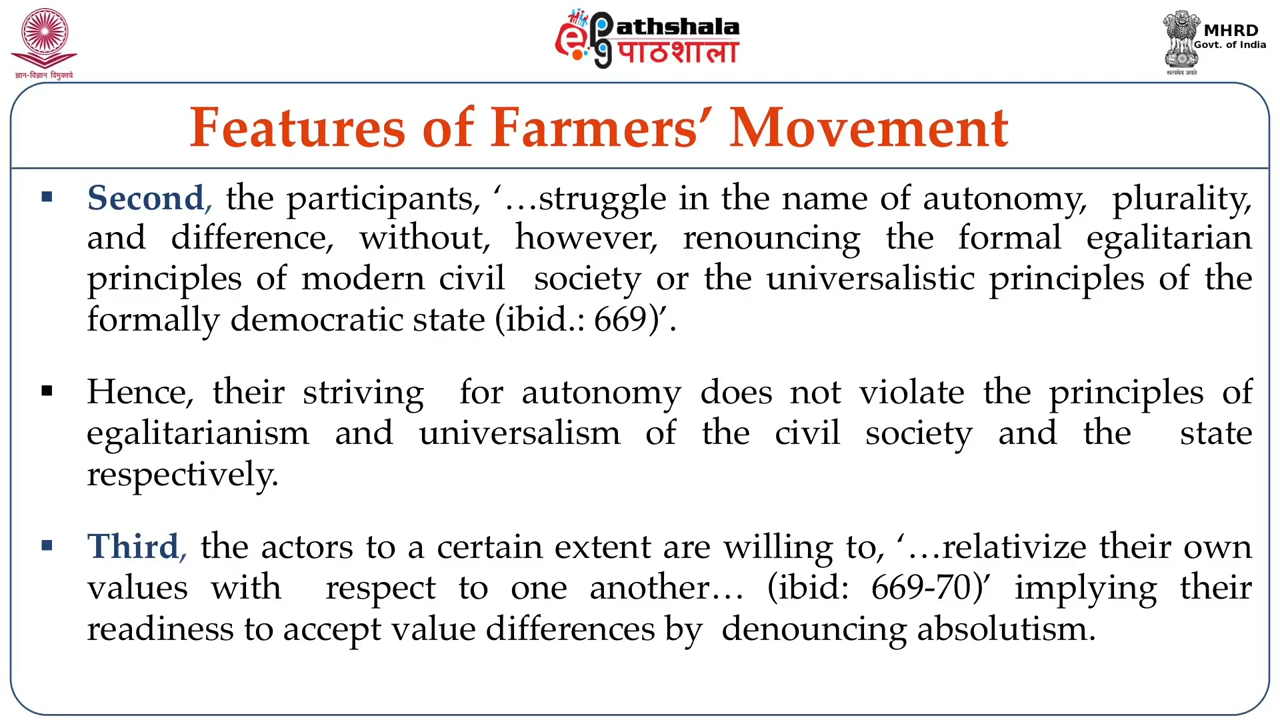 ज्ञान-विज्ञान विमुक्तये
ePathshala
पाठशाला
MHRD
Govt. of India
सत्यमेव जयते
Features of Farmers’ Movement
▪ Second, the participants, ‘…struggle in the name of autonomy, plurality,
and difference, without, however, renouncing the formal egalitarian
principles of modern civil society or the universalistic principles of the
formally democratic state (ibid.: 669)’.
▪ Hence, their striving for autonomy does not violate the principles of
egalitarianism and universalism of the civil society and the state
respectively.
▪ Third, the actors to a certain extent are willing to, ‘…relativize their own
values with respect to one another… (ibid: 669-70)’ implying their
readiness to accept value differences by denouncing absolutism.